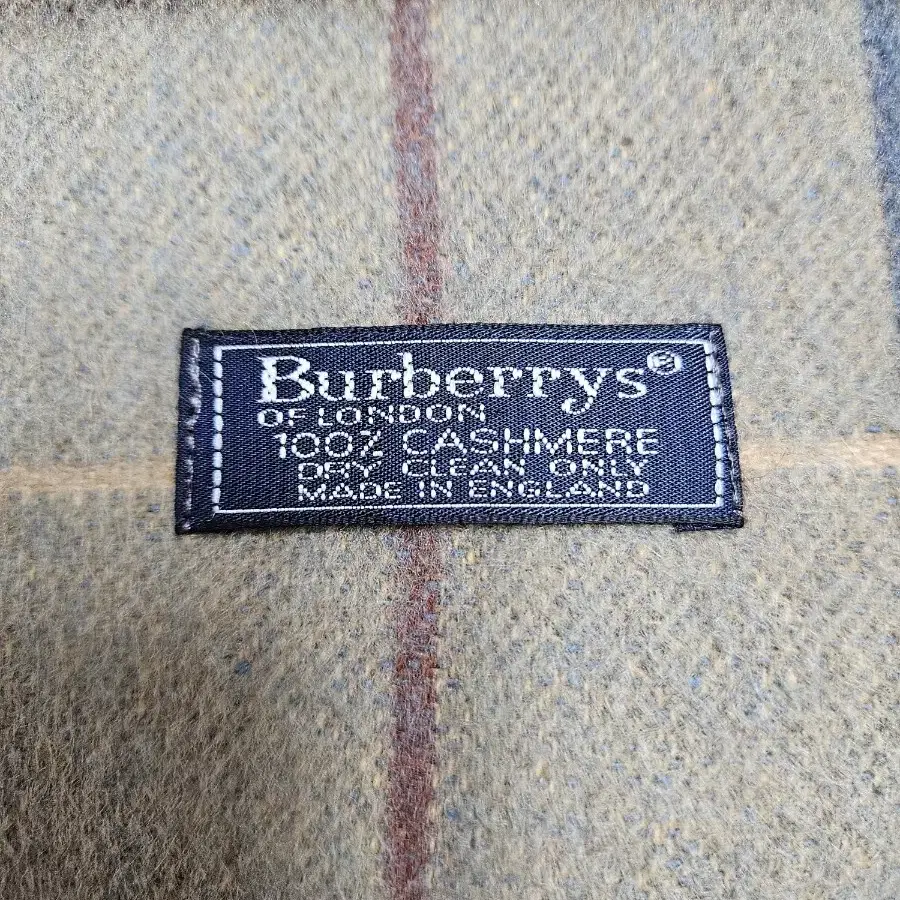 Burberrys®
OF LONDON
100% CASHMERE
DRY CLEAN ONLY
MADE IN ENGLAND